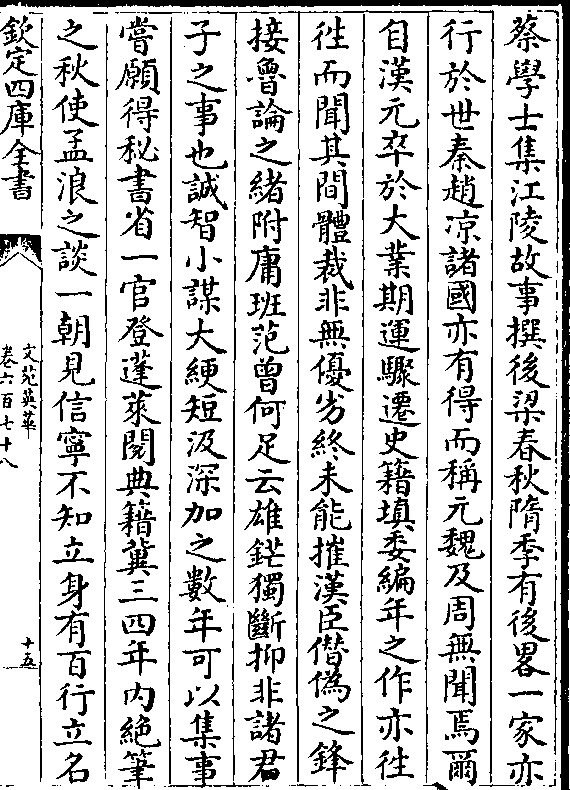 蔡學士集江陵故事撰後梁春秋隋季有後畧一家亦
行於世秦趙凉諸國亦有得而稱元魏及周無聞焉爾
自漢元卒於大業期運驟遷史籍填委編年之作亦往
徃而聞其間體裁非無優劣終未能摧漢臣僣偽之鋒
接魯論之緒附庸班范曾何足云雄鋩獨斷抑非諸君
子之事也誠智小謀大綆短汲深加之數年可以集事
嘗願得秘書省一官登蓬萊閱典籍冀三四年内絶筆
之秋使孟浪之談一朝見信寧不知立身有百行立名
欽定四庫全書
文苑英華
卷六百七十八
十五